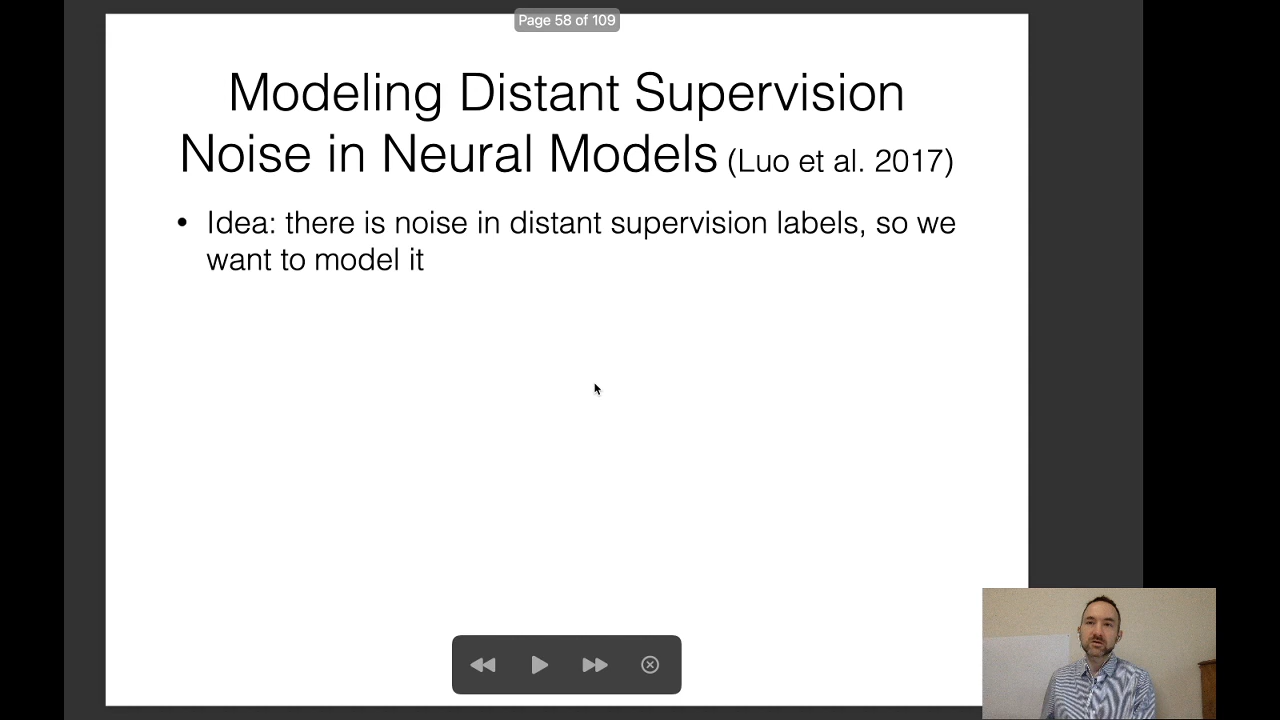 Page 58 of 109
Modeling Distant Supervision
Noise in Neural Models (Luo et al. 2017)
• Idea: there is noise in distant supervision labels, so we
want to model it